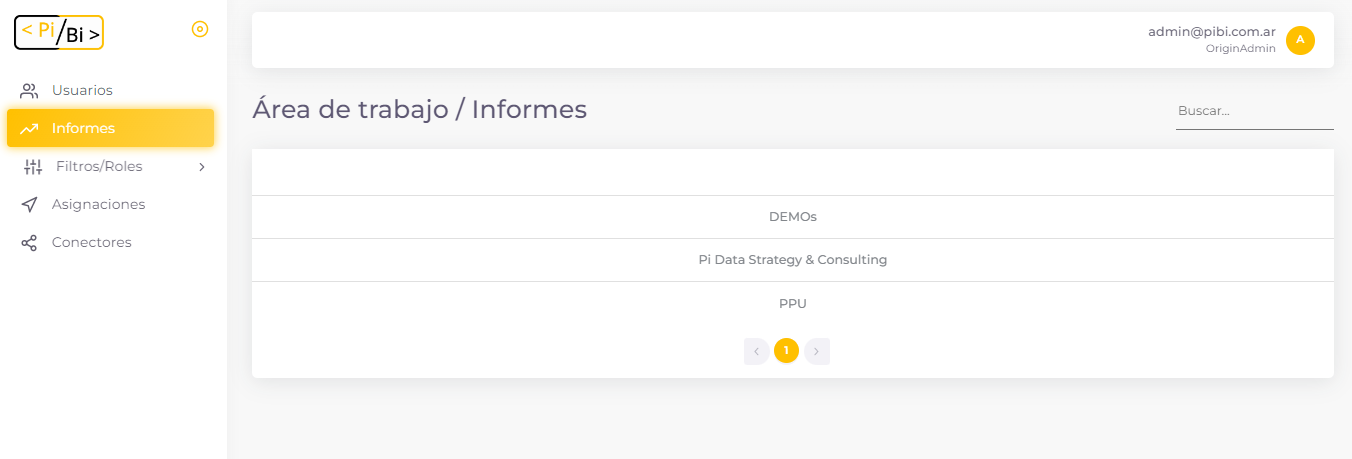 < Pi/Bi >
admin@pibi.com.ar
OriginAdmin
A
Usuarios
Informes
Filtros/Roles
Asignaciones
Conectores
Área de trabajo / Informes
Buscar...
DEMOs
Pi Data Strategy & Consulting
PPU
1